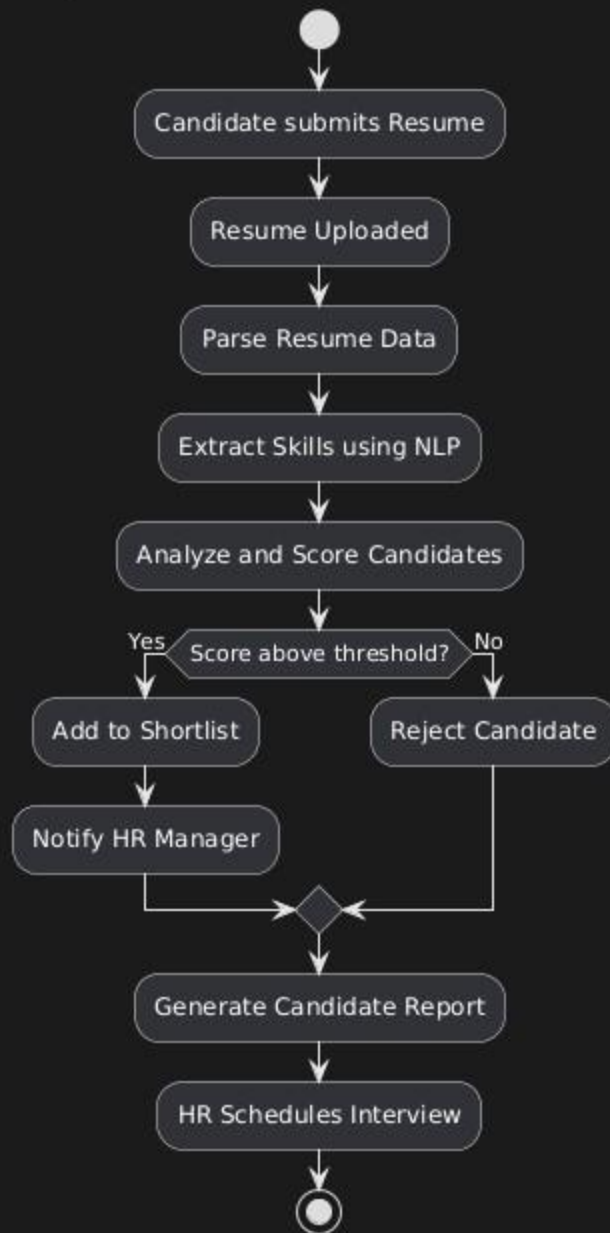 Candidate submits Resume
Resume Uploaded
Parse Resume Data
Extract Skills using NLP
Analyze and Score Candidates
Yes
Score above threshold?
No
Add to Shortlist
Reject Candidate
Notify HR Manager
Generate Candidate Report
HR Schedules Interview